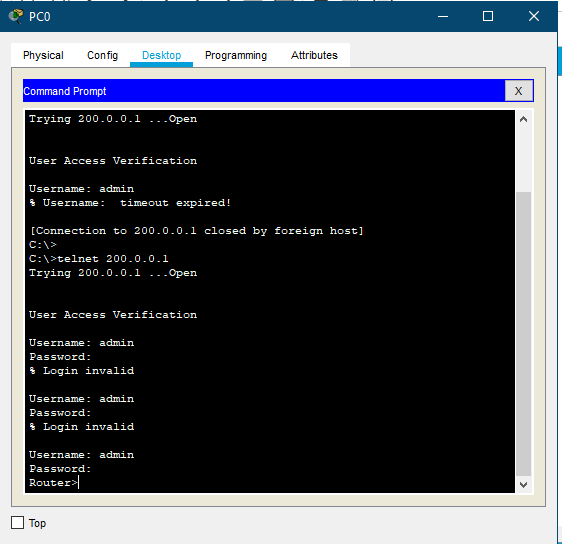 PC0
Physical Config Desktop Programming Attributes
Command Prompt X
Trying 200.0.0.1 ...Open
User Access Verification
Username: admin
% Username:  timeout expired!
[Connection to 200.0.0.1 closed by foreign host]
C:\>
C:\>telnet 200.0.0.1
Trying 200.0.0.1 ...Open
User Access Verification
Username: admin
Password:
% Login invalid
Username: admin
Password:
% Login invalid
Username: admin
Password:
Router>
Top